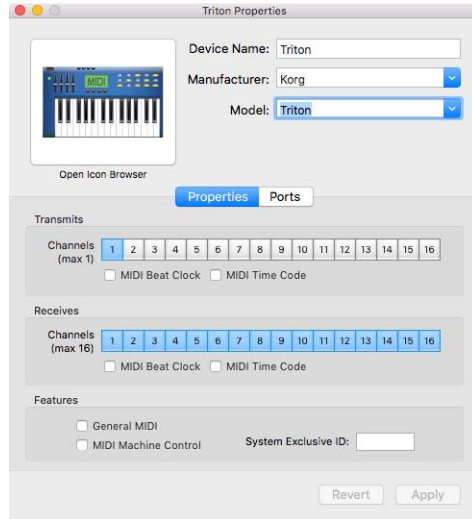 Triton Properties
Device Name: Triton
Manufacturer: Korg
Model: Triton
MIDI
Open Icon Browser
Properties Ports
Transmits
Channels (max 1) 1 2 3 4 5 6 7 8 9 10 11 12 13 14 15 16
MIDI Beat Clock MIDI Time Code
Receives
Channels (max 16) 1 2 3 4 5 6 7 8 9 10 11 12 13 14 15 16
MIDI Beat Clock MIDI Time Code
Features
General MIDI
MIDI Machine Control System Exclusive ID:
Revert Apply